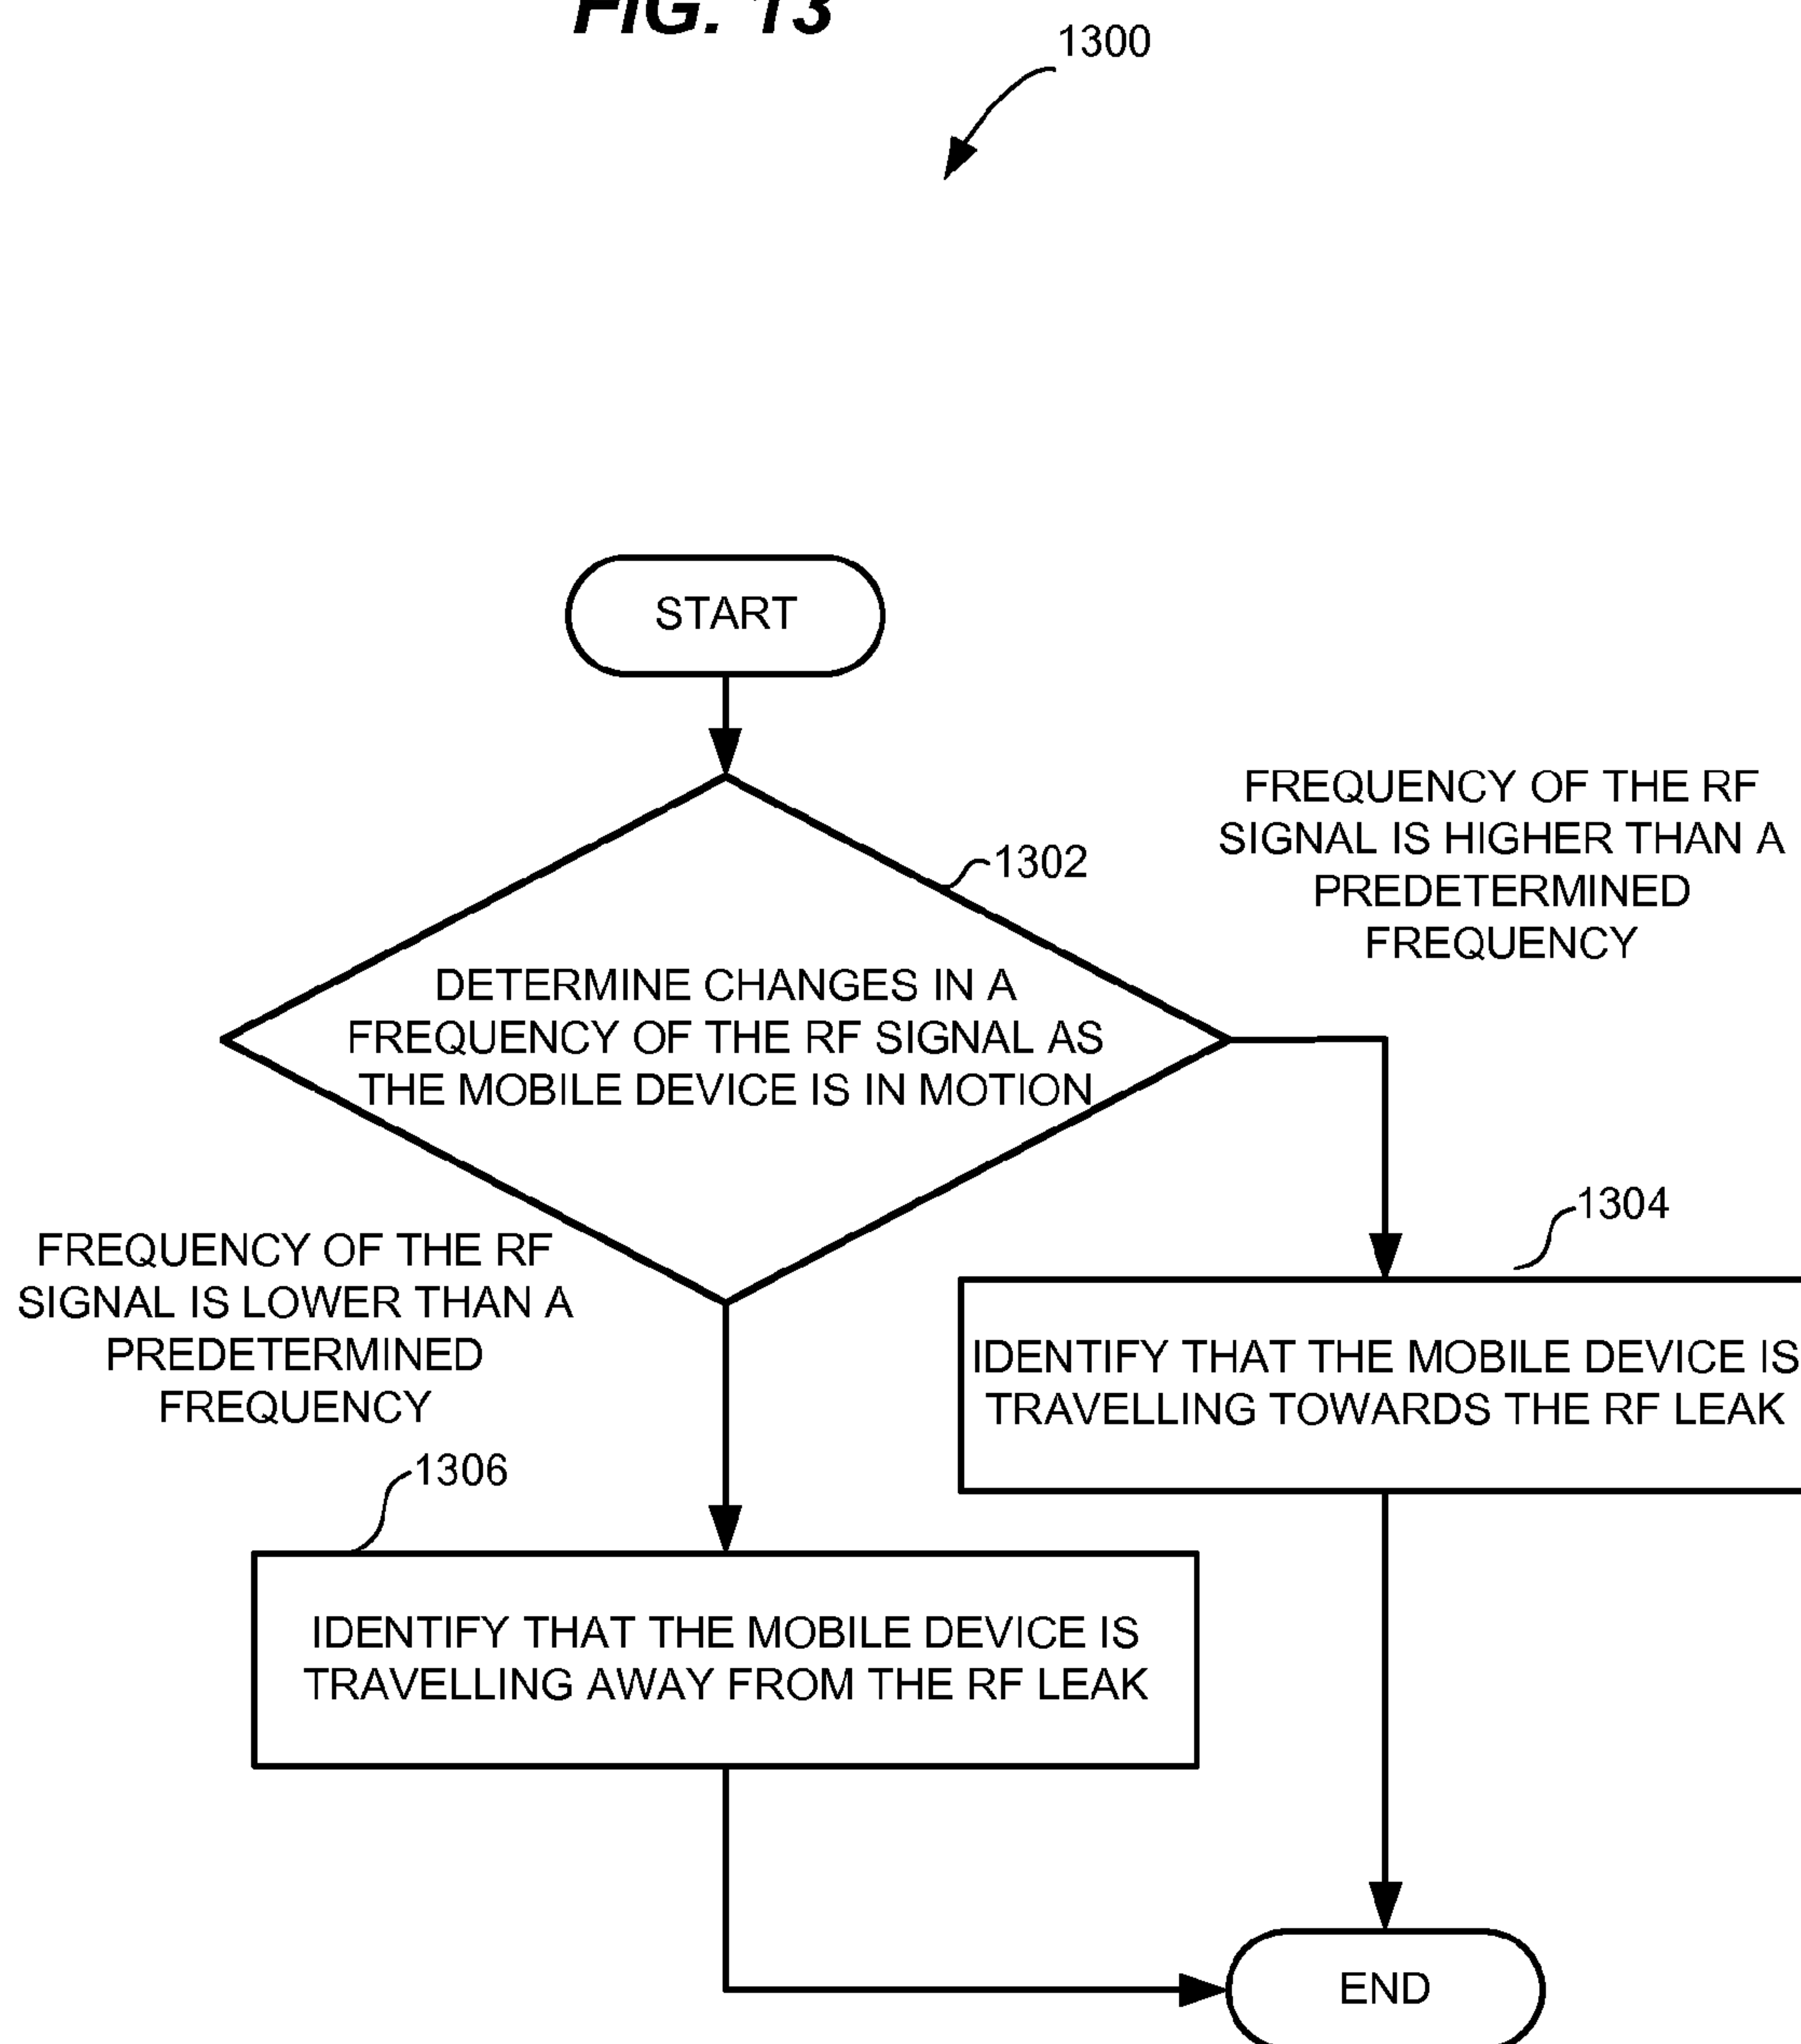 FIG. 13
1300
START
1302
FREQUENCY OF THE RF
SIGNAL IS HIGHER THAN A
PREDETERMINED
FREQUENCY
DETERMINE CHANGES IN A
FREQUENCY OF THE RF SIGNAL AS
THE MOBILE DEVICE IS IN MOTION
1304
FREQUENCY OF THE RF
SIGNAL IS LOWER THAN A
PREDETERMINED
FREQUENCY
IDENTIFY THAT THE MOBILE DEVICE IS
TRAVELLING TOWARDS THE RF LEAK
1306
IDENTIFY THAT THE MOBILE DEVICE IS
TRAVELLING AWAY FROM THE RF LEAK
END